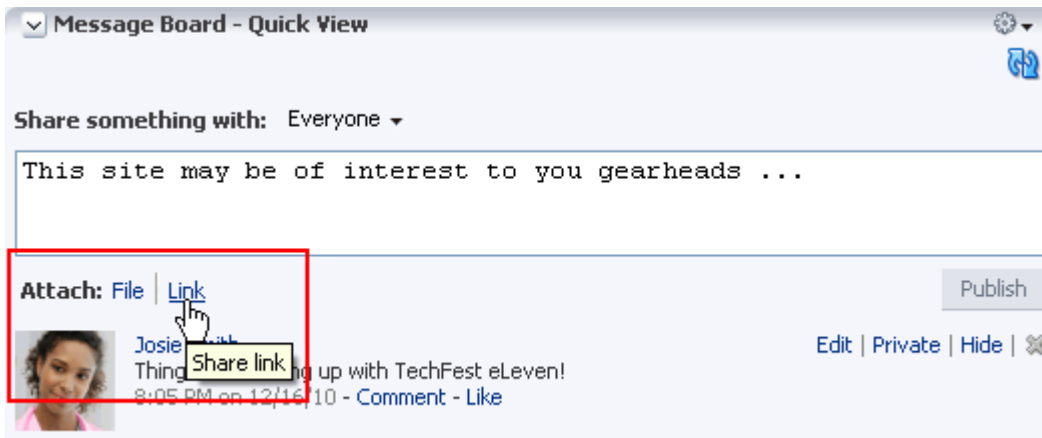 Message Board - Quick View
Share something with: Everyone
This site may be of interest to you gearheads ...
Attach: File | Link
Publish
Josie
Edit | Private | Hide |
Share link
Thing up with TechFest eLeven!
8:05 PM on 12/16/10 - Comment - Like